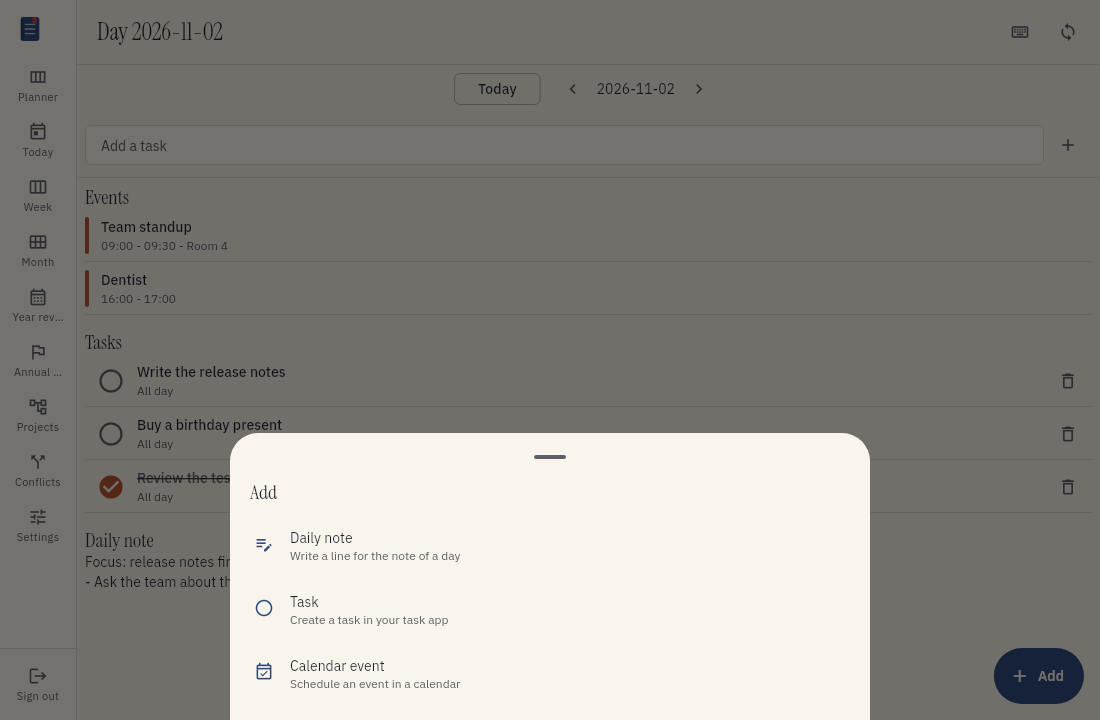 Day 2026-11-02
Planner
Today
Week
Month
Year rev...
Annual ...
Projects
Conflicts
Settings
Sign out
Today
2026-11-02
Add a task
Events
Team standup
09:00 - 09:30 - Room 4
Dentist
16:00 - 17:00
Tasks
Write the release notes
All day
Buy a birthday present
All day
Review the
All day
Daily note
Focus: release notes
- Ask the team about
Add
Daily note
Write a line for the note of a day
Task
Create a task in your task app
Calendar event
Schedule an event in a calendar
Add